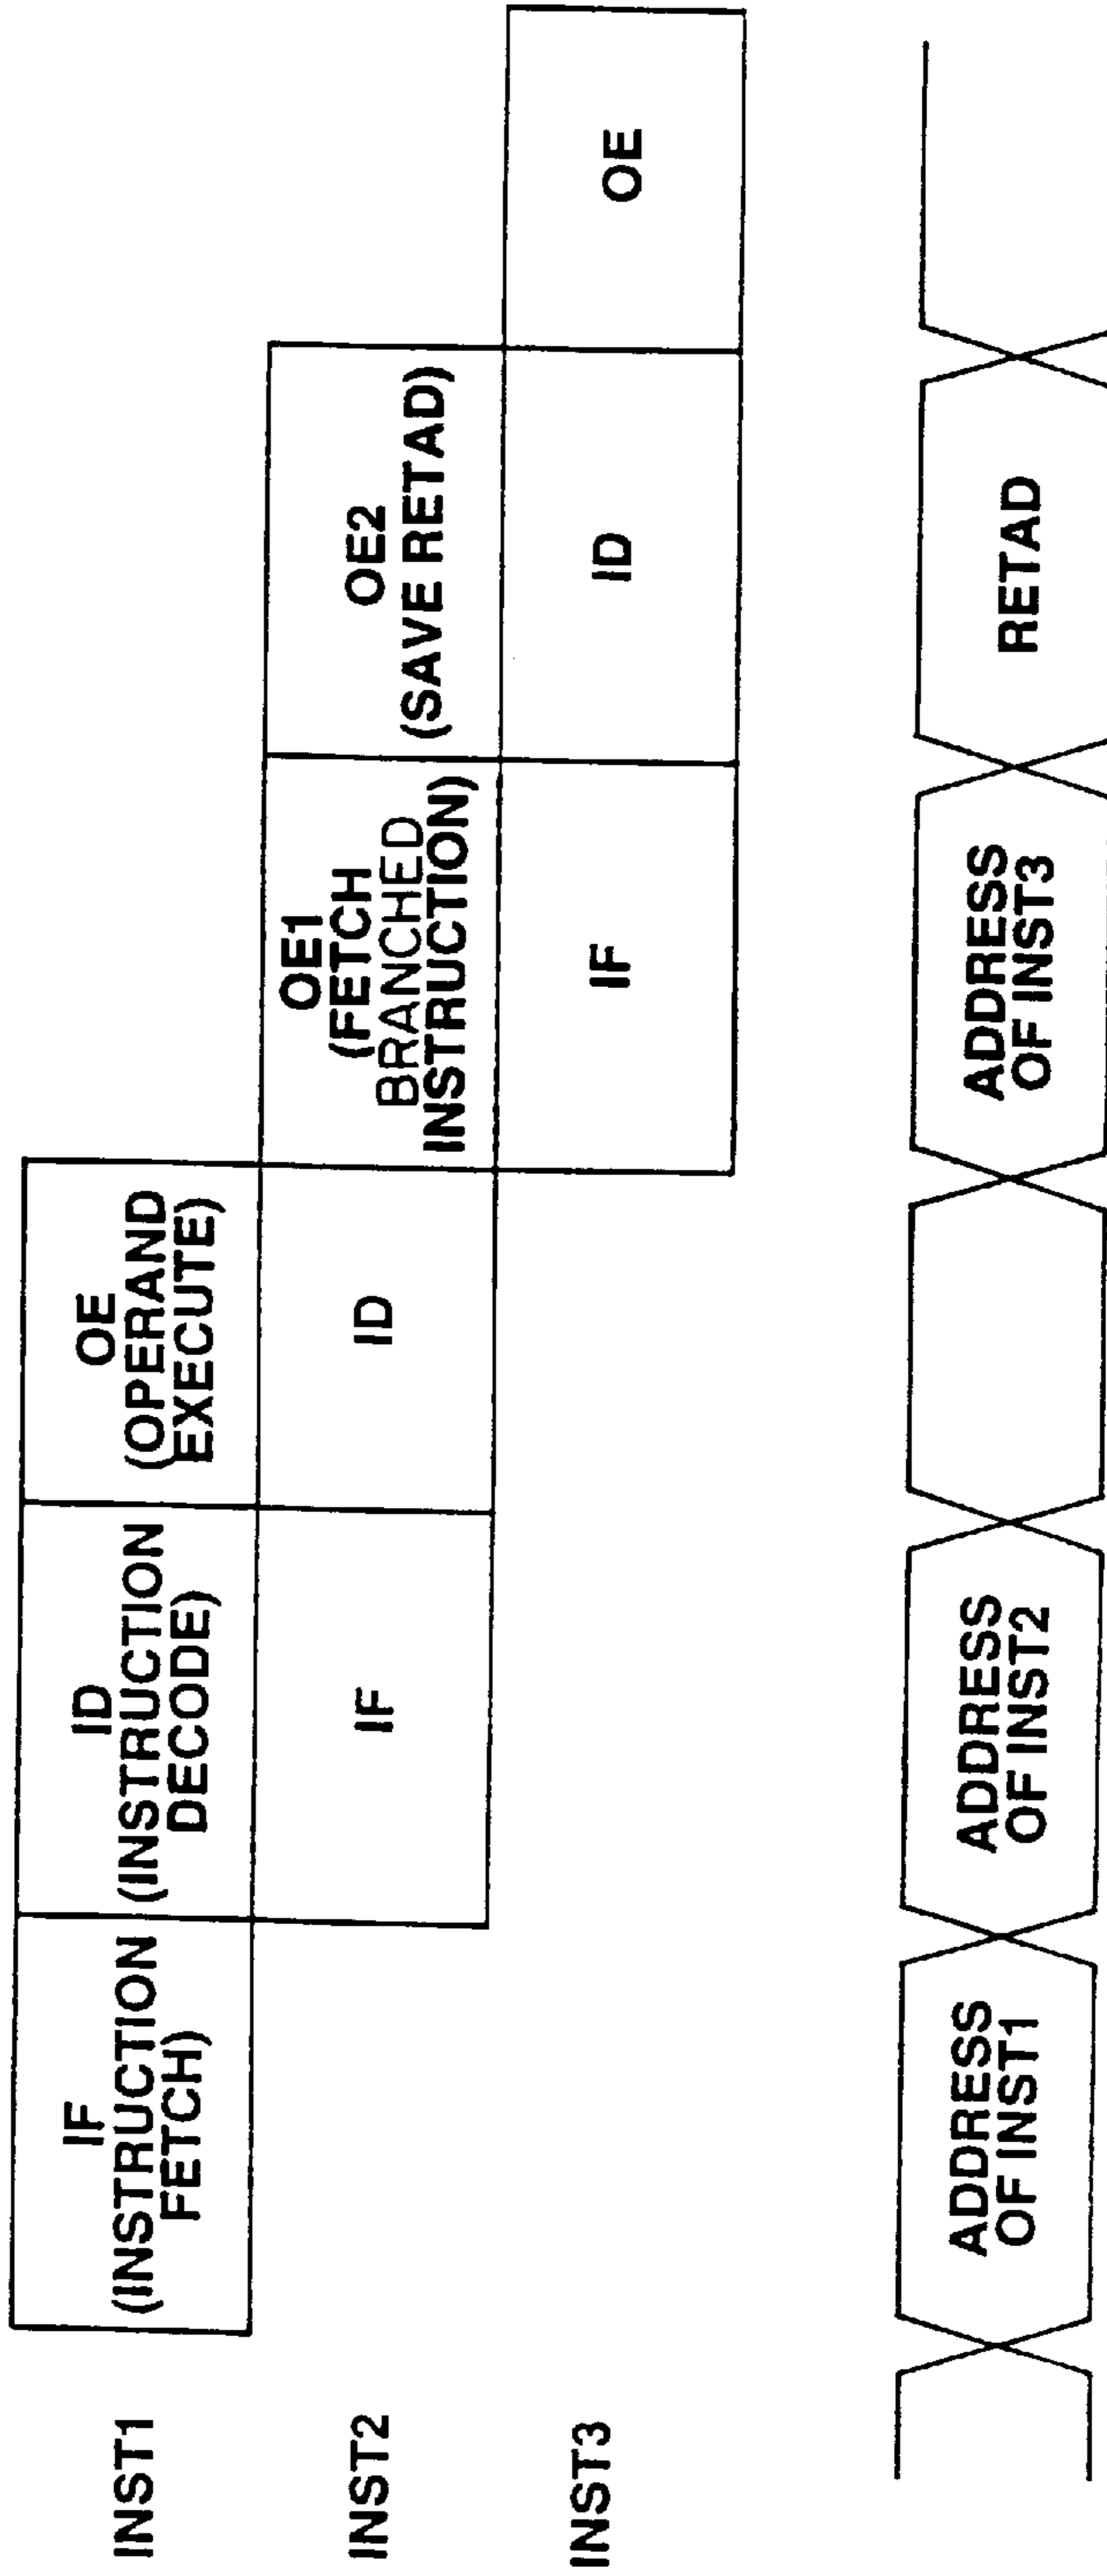 INST1
IF
(INSTRUCTION
FETCH)
ID
(INSTRUCTION
DECODE)
OE
(OPERAND
EXECUTE)
INST2
IF
ID
OE1
(FETCH
BRANCHED
INSTRUCTION)
OE2
(SAVE RETAD)
INST3
IF
ID
OE
ADDRESS
OF INST1
ADDRESS
OF INST2
ADDRESS
OF INST3
RETAD